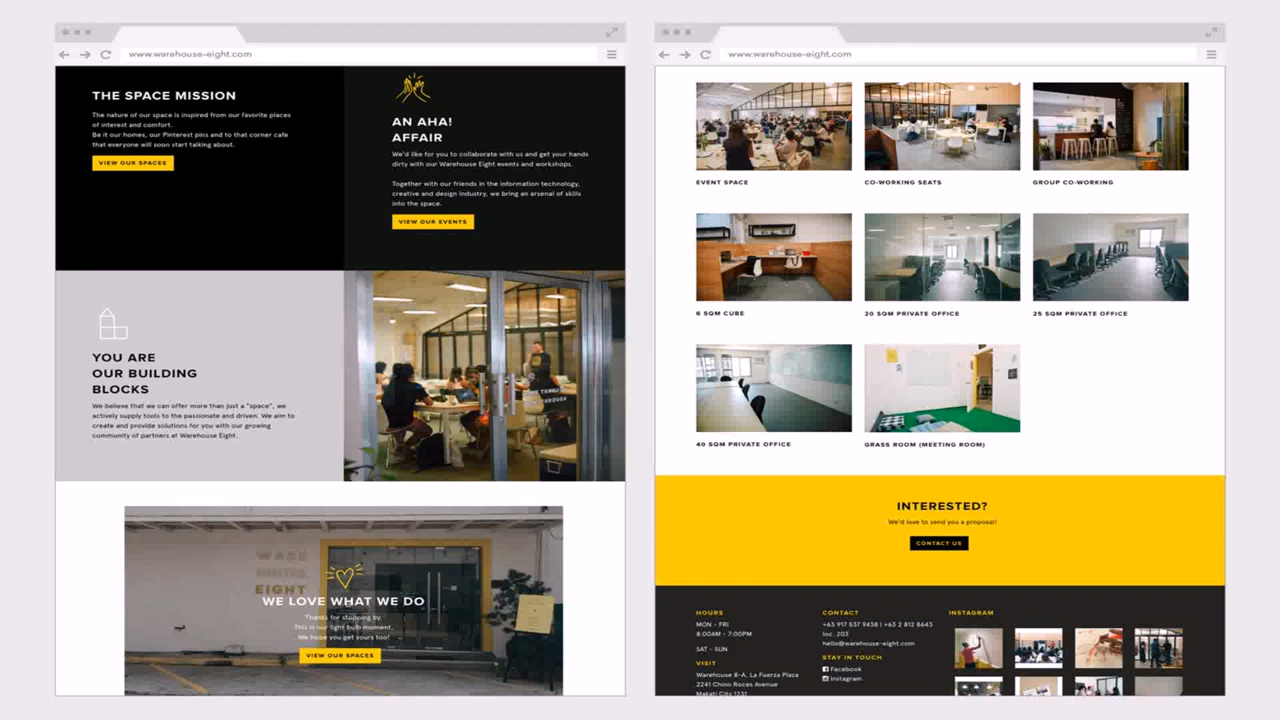 www.warehouse-eight.com
THE SPACE MISSION
The nature of our space is inspired from our favorite places
of interest and comfort.
Be it our homes, our Pinterest pins and to that corner cafe
that everyone will soon start talking about.
VIEW OUR SPACES
AN AHA!
AFFAIR
We'd like for you to collaborate with us and get your hands
dirty with our Warehouse Eight events and workshops.
Together with our friends in the information technology,
creative and design industry, we bring an arsenal of skills
into the space.
VIEW OUR EVENTS
YOU ARE
OUR BUILDING
BLOCKS
We believe that we can offer more than just a "space", we
actively supply tools to the passionate and driven. We aim to
create and provide solutions for you with our growing
community of partners at Warehouse Eight.
WARE
HOUSE
EIGHT
WE LOVE WHAT WE DO
Thanks for stopping by.
This is our light bulb moment.
We hope you get yours too!
VIEW OUR SPACES
www.warehouse-eight.com
EVENT SPACE
CO-WORKING SEATS
GROUP CO-WORKING
6 SQM CUBE
20 SQM PRIVATE OFFICE
25 SQM PRIVATE OFFICE
40 SQM PRIVATE OFFICE
GRASS ROOM (MEETING ROOM)
INTERESTED?
We'd love to send you a proposal!
CONTACT US
HOURS
MON - FRI
8:00AM - 7:00PM
SAT - SUN
VISIT
Warehouse 8-A, La Fuerza Plaza
2241 Chino Roces Avenue
Makati City 1231
CONTACT
+63 917 537 9438 | +63 2 812 8643
loc. 203
hello@warehouse-eight.com
STAY IN TOUCH
Facebook
Instagram
INSTAGRAM